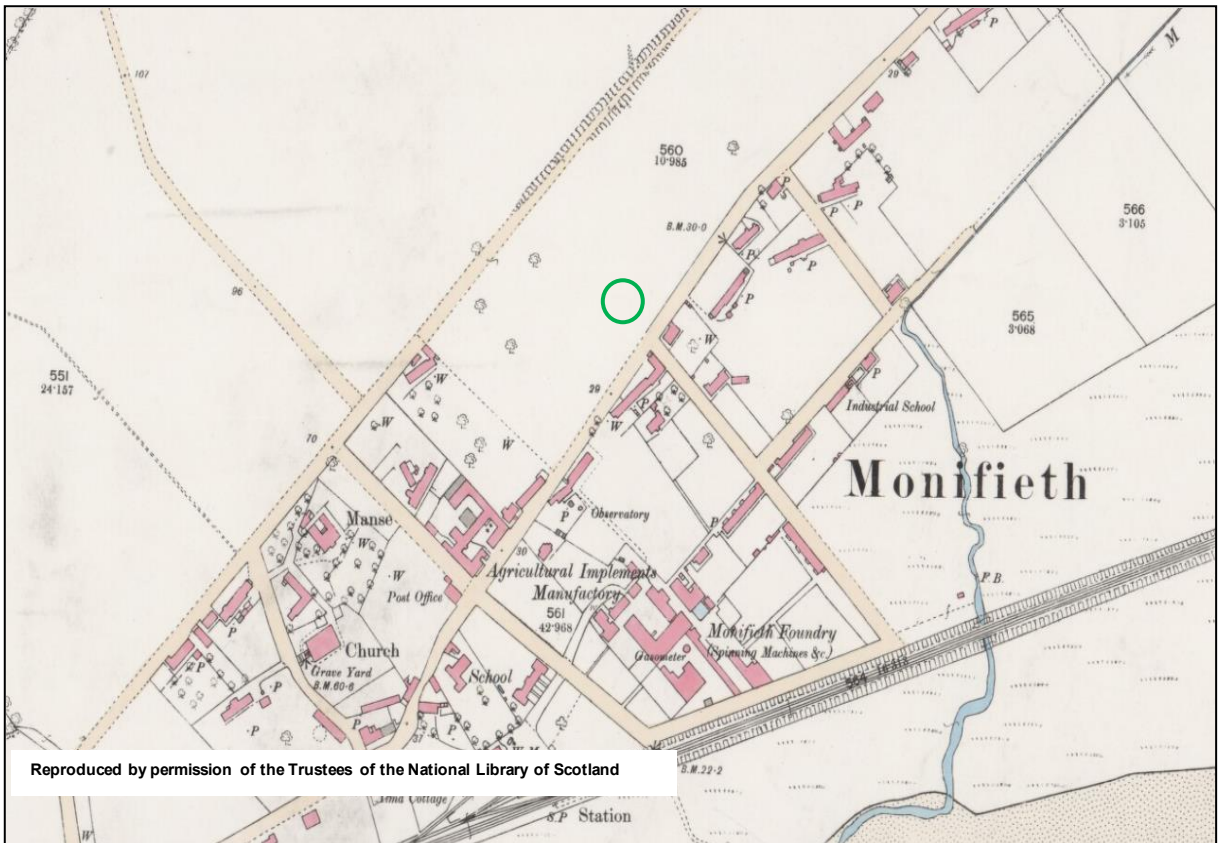 P
29
M
107
560
10·985
P
566
3·105
P
P
B.M.30·0
P
P
P
96
565
3·068
W
551
24·157
W
29
P
P
W
Industrial School
70
W
W
Monifieth
Manse
P
Observatory
P
W
30
Agricultural Implements
Manufactory
W
Post Office
561
42·968
F.B.
P
Monifieth Foundry
(Spinning Machines &c.)
Church
Gasometer
P
Grave Yard
B.M.60·6
School
564
P
P
P
P
37
Reproduced by permission of the Trustees of the National Library of Scotland
B.M.22·2
Cottage
S.P
Station
W